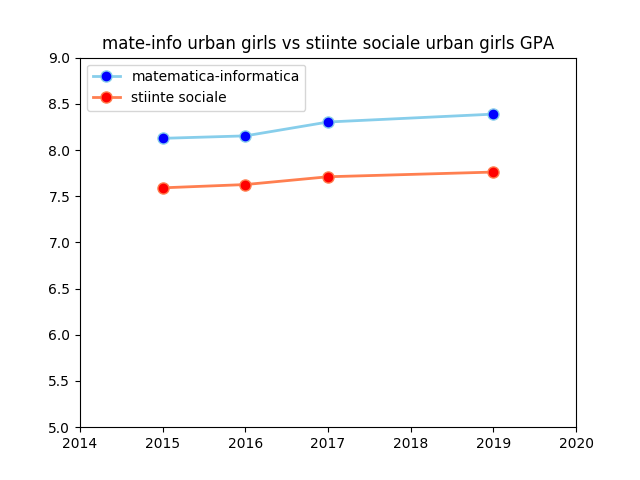 mate-info urban girls vs stiinte sociale urban girls GPA
matematica-informatica
stiinte sociale
9.0
8.5
8.0
7.5
7.0
6.5
6.0
5.5
5.0
2014 2015 2016 2017 2018 2019 2020